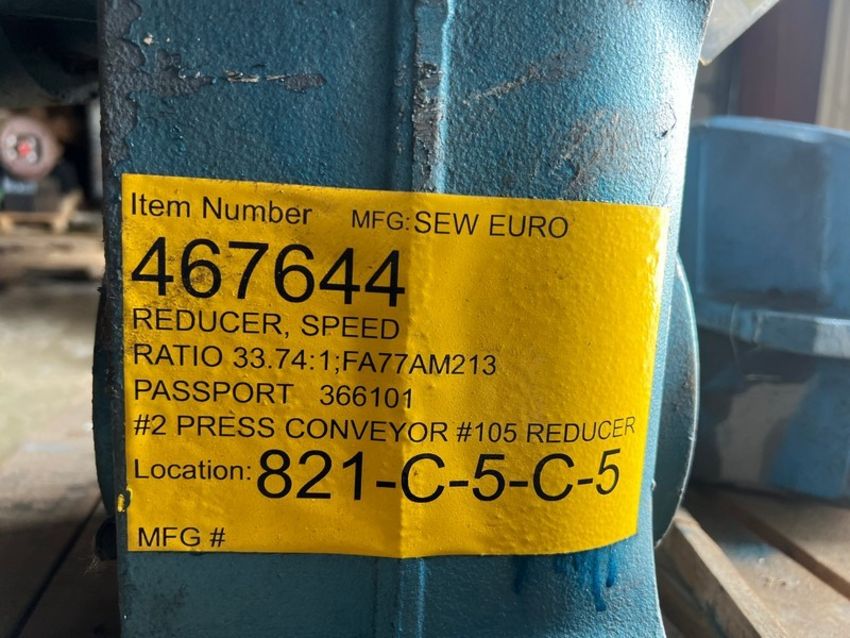 Item Number MFG: SEW EURO
467644
REDUCER, SPEED
RATIO 33.74:1;FA77AM213
PASSPORT 366101
#2 PRESS CONVEYOR #105 REDUCER
Location: 821-C-5-C-5
MFG #